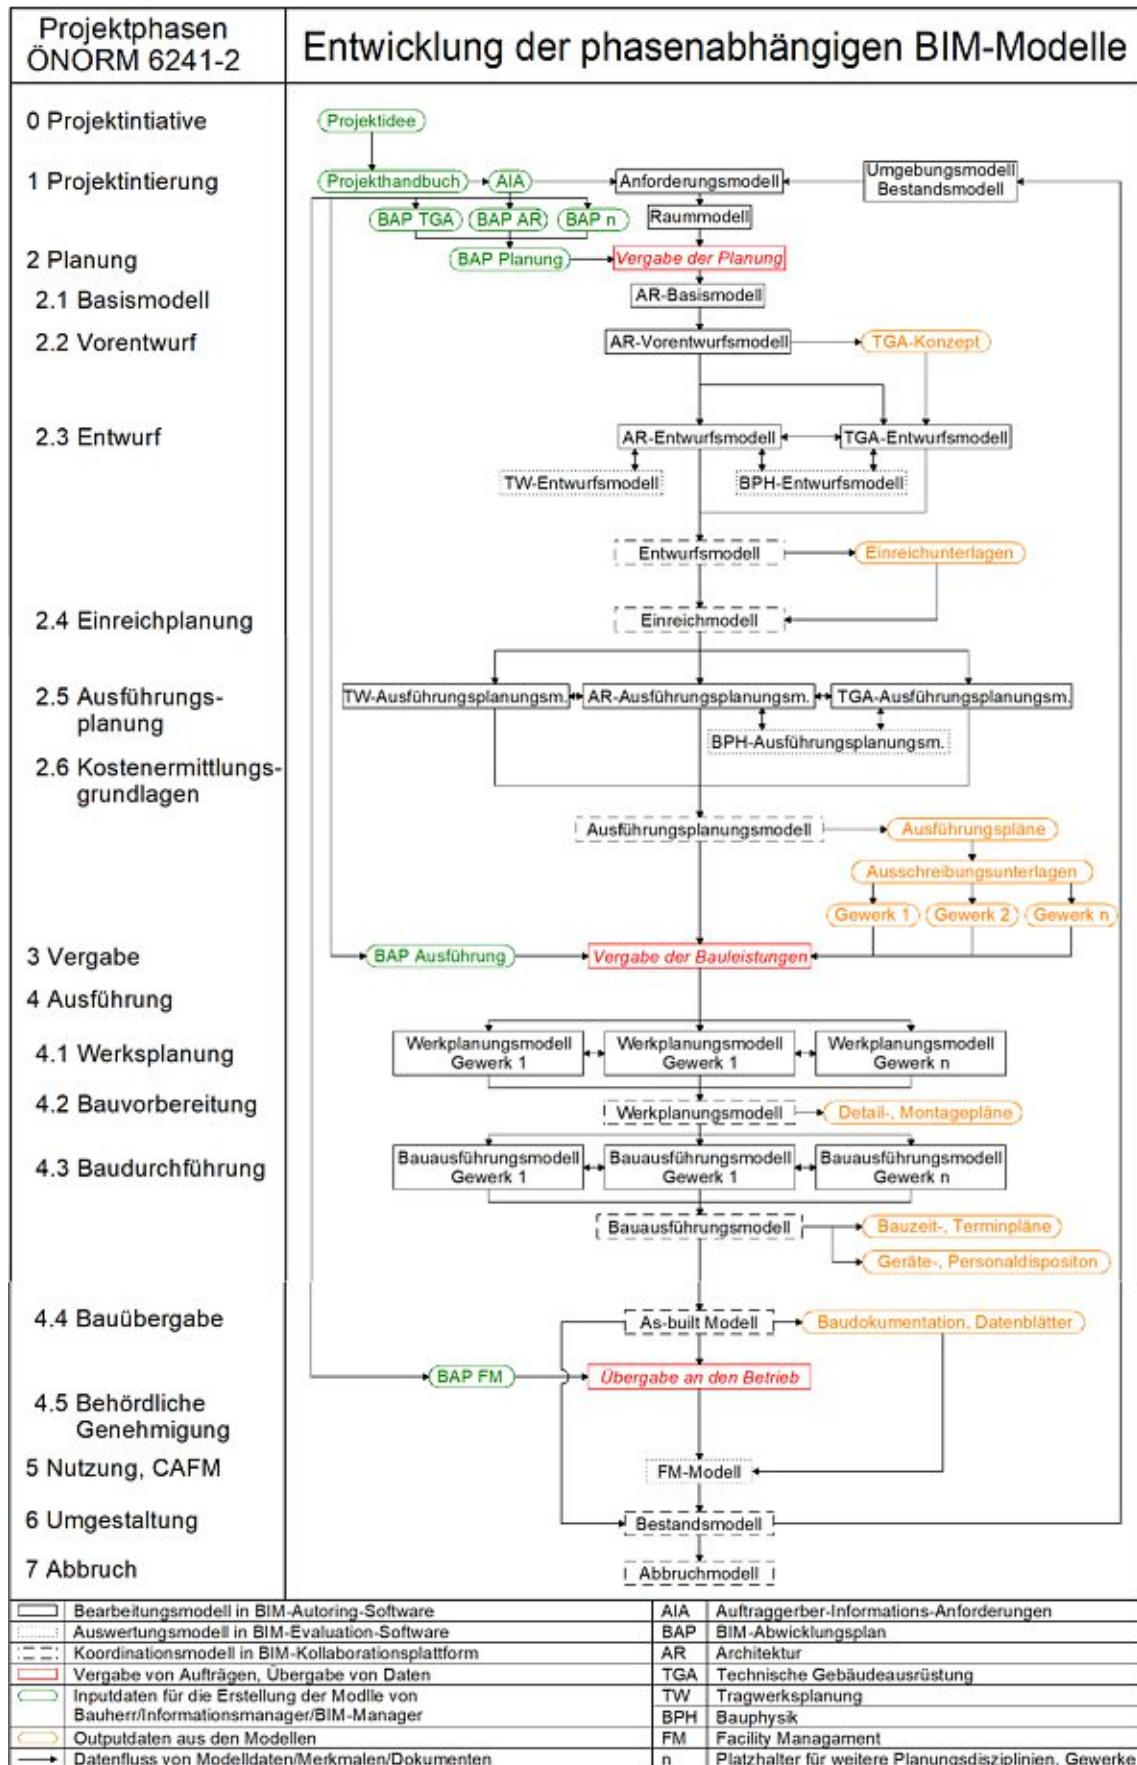 Projektphasen
ÖNORM 6241-2
Entwicklung der phasenabhängigen BIM-Modelle
0 Projektintiative
Projektidee
1 Projektintierung
Projekthandbuch
AIA
Anforderungsmodell
Umgebungsmodell
Bestandsmodell
BAP TGA
BAP AR
BAP n
Raummodell
2 Planung
BAP Planung
Vergabe der Planung
2.1 Basismodell
AR-Basismodell
2.2 Vorentwurf
AR-Vorentwurfsmodell
TGA-Konzept
2.3 Entwurf
AR-Entwurfsmodell
TGA-Entwurfsmodell
TW-Entwurfsmodell
BPH-Entwurfsmodell
Entwurfsmodell
Einreichunterlagen
2.4 Einreichplanung
Einreichmodell
2.5 Ausführungs-
planung
TW-Ausführungsplanungsm.
AR-Ausführungsplanungsm.
TGA-Ausführungsplanungsm.
BPH-Ausführungsplanungsm.
2.6 Kostenermittlungs-
grundlagen
Ausführungsplanungsmodell
Ausführungspläne
Ausschreibungsunterlagen
Gewerk 1
Gewerk 2
Gewerk n
3 Vergabe
BAP Ausführung
Vergabe der Bauleistungen
4 Ausführung
4.1 Werksplanung
Werkplanungsmodell
Gewerk 1
Werkplanungsmodell
Gewerk 1
Werkplanungsmodell
Gewerk n
4.2 Bauvorbereitung
Werkplanungsmodell
Detail-, Montagepläne
4.3 Baudurchführung
Bauausführungsmodell
Gewerk 1
Bauausführungsmodell
Gewerk 1
Bauausführungsmodell
Gewerk n
Bauausführungsmodell
Bauzeit-, Terminpläne
Geräte-, Personaldispositon
4.4 Bauübergabe
As-built Modell
Baudokumentation, Datenblätter
BAP FM
Übergabe an den Betrieb
4.5 Behördliche
Genehmigung
5 Nutzung, CAFM
FM-Modell
6 Umgestaltung
Bestandsmodell
7 Abbruch
Abbruchmodell
Bearbeitungsmodell in BIM-Autoring-Software
AIA Auftraggerber-Informations-Anforderungen
Auswertungsmodell in BIM-Evaluation-Software
BAP BIM-Abwicklungsplan
Koordinationsmodell in BIM-Kollaborationsplattform
AR Architektur
Vergabe von Aufträgen, Übergabe von Daten
TGA Technische Gebäudeausrüstung
Inputdaten für die Erstellung der Modlle von
Bauherr/Informationsmanager/BIM-Manager
TW Tragwerksplanung
BPH Bauphysik
Outputdaten aus den Modellen
FM Facility Managament
Datenfluss von Modelldaten/Merkmalen/Dokumenten
n Platzhalter für weitere Planungsdisziplinen, Gewerke